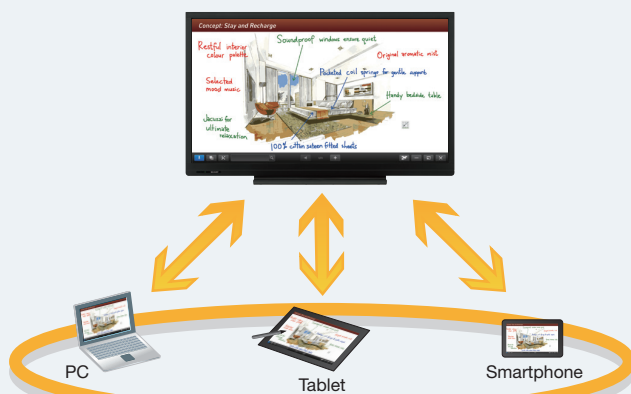 Concept: Stay and Recharge
Restful interior
colour palette
Soundproof windows ensure quiet
Original aromatic mist
Selected
mood music
Pocketed coil springs for gentle support
Handy bedside table
Jacuzzi for
ultimate
relaxation
100% cotton sateen fitted sheets
PC
Tablet
Smartphone